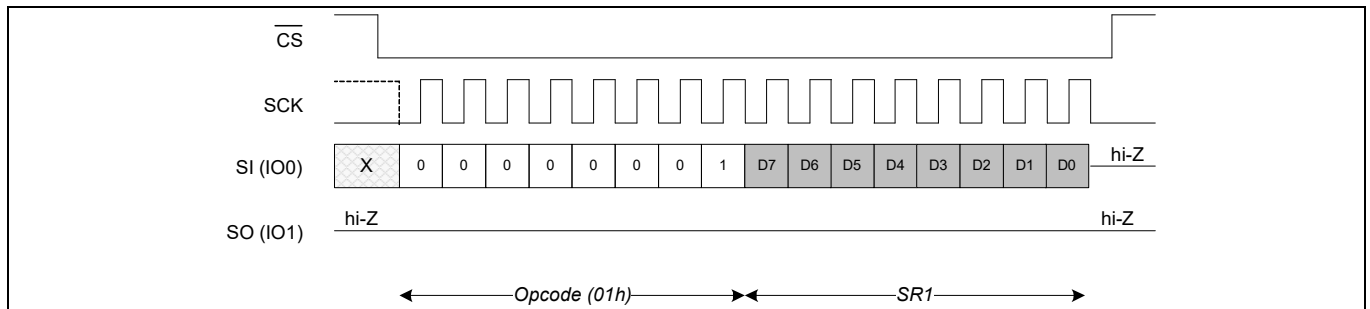 CS
SCK
SI (IO0) X 0 0 0 0 0 0 0 1 D7 D6 D5 D4 D3 D2 D1 D0 hi-Z
SO (IO1) hi-Z hi-Z
Opcode (01h) SR1